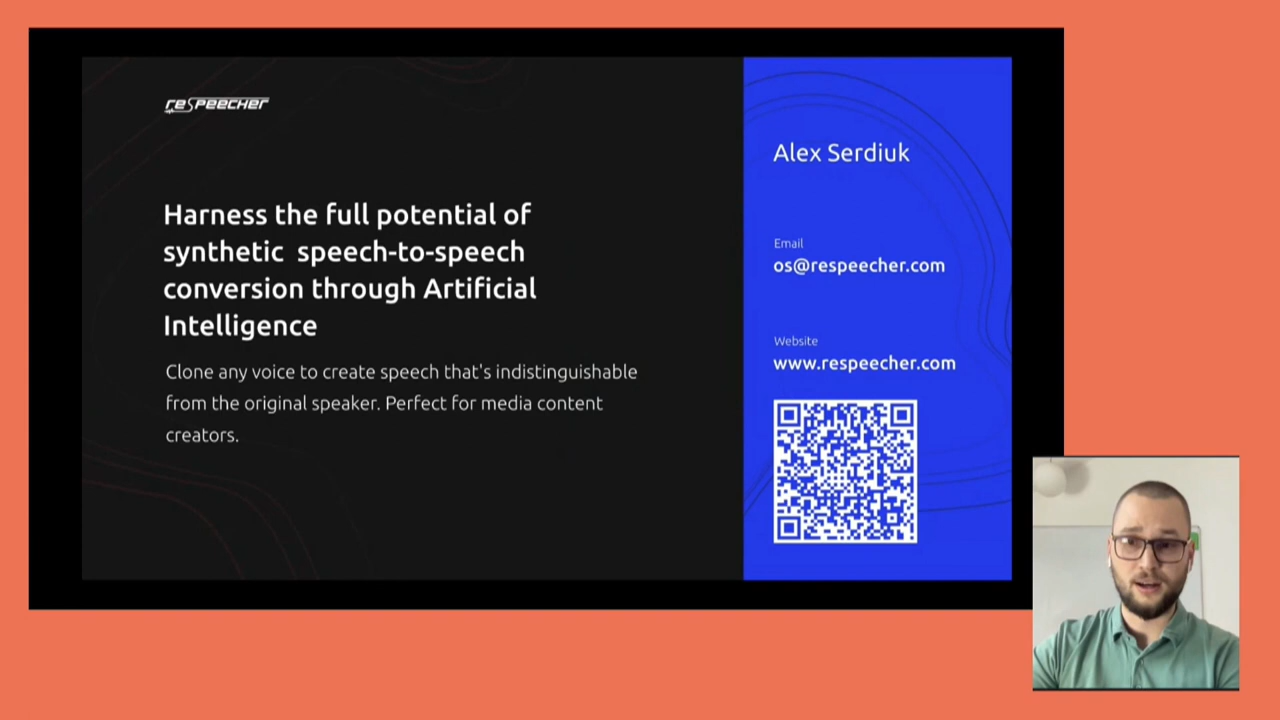 reSpeecher
Harness the full potential of
synthetic speech-to-speech
conversion through Artificial
Intelligence
Clone any voice to create speech that's indistinguishable
from the original speaker. Perfect for media content
creators.
Alex Serdiuk
Email
os@respeecher.com
Website
www.respeecher.com